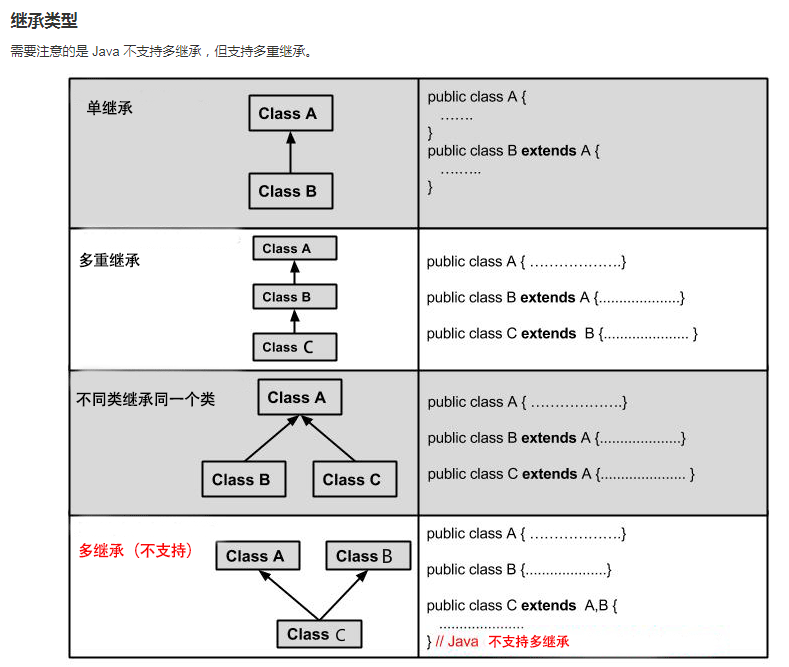 继承类型
需要注意的是 Java 不支持多继承，但支持多重继承。
单继承
Class A
Class B
public class A {
…….
}
public class B extends A {
……..
}
多重继承
Class A
Class B
Class C
public class A { ……………….}
public class B extends A {....................}
public class C extends B {..................... }
不同类继承同一个类
Class A
Class B
Class C
public class A { ……………….}
public class B extends A {....................}
public class C extends A {..................... }
多继承（不支持）
Class A
Class B
Class C
public class A { ……………….}
public class B {....................}
public class C extends A,B {
.....................
} // Java 不支持多继承